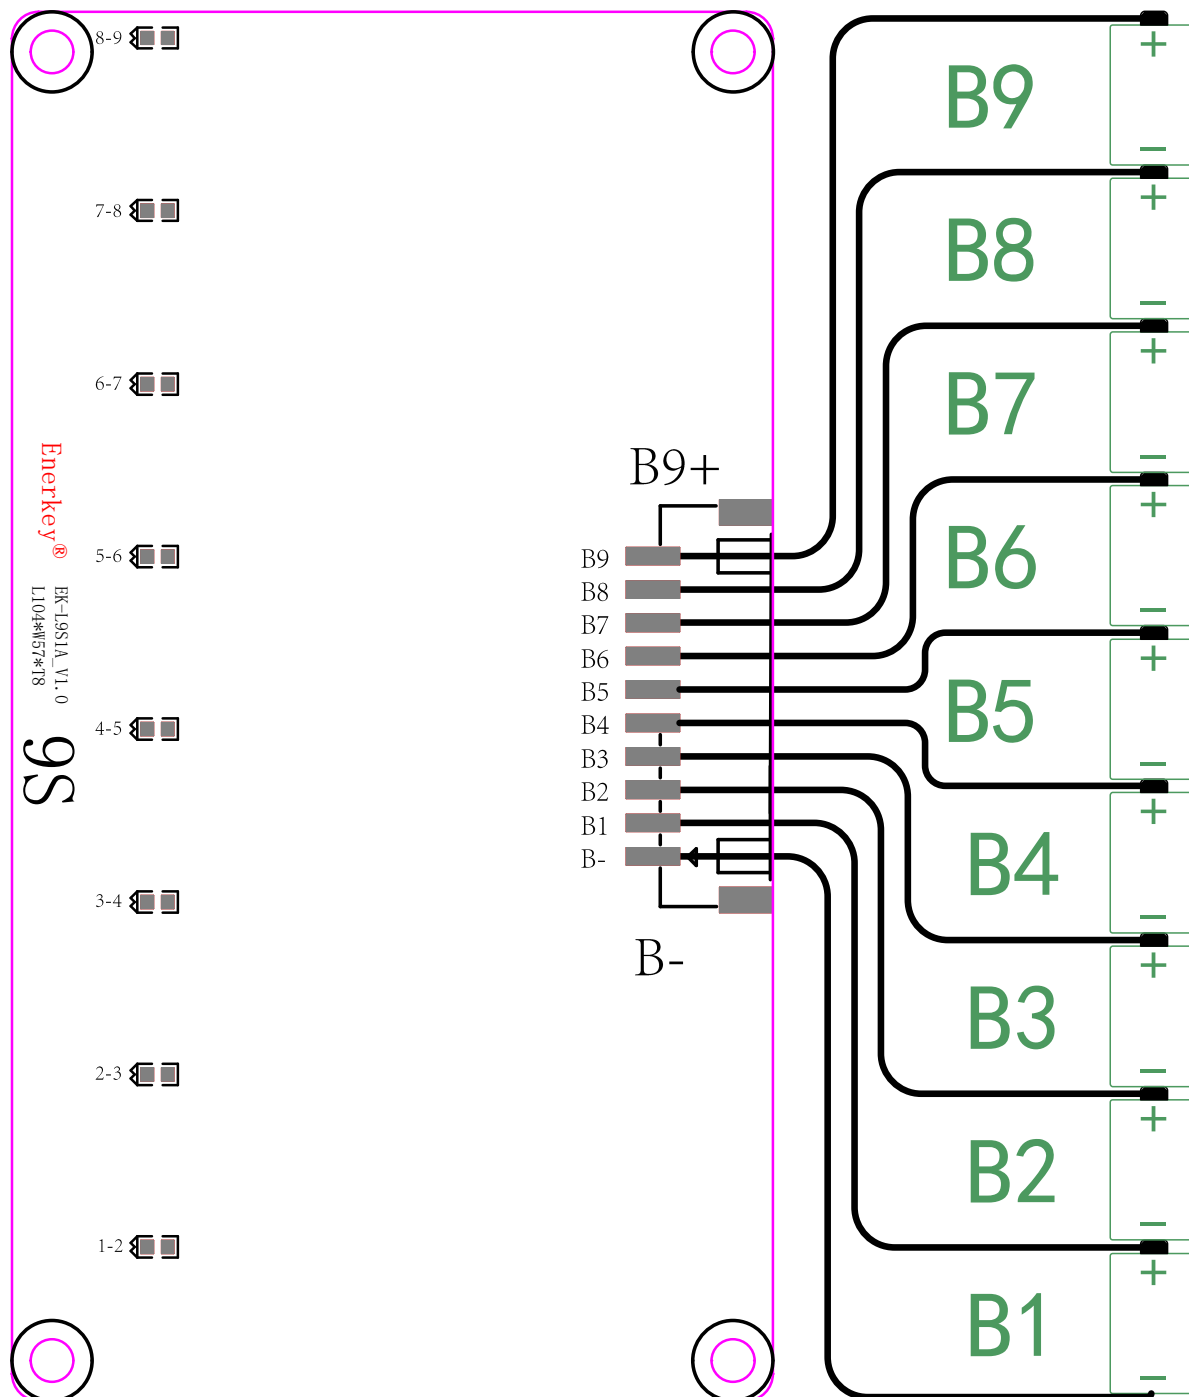 8-9
7-8
6-7
5-6
4-5
3-4
2-3
1-2
Enerkey®
EK-L9S1A_V1.0
L104*W57*T8
9S
B9+
B9
B8
B7
B6
B5
B4
B3
B2
B1
B-
B-
+
B9
−
+
B8
−
+
B7
−
+
B6
−
+
B5
−
+
B4
−
+
B3
−
+
B2
−
+
B1
−